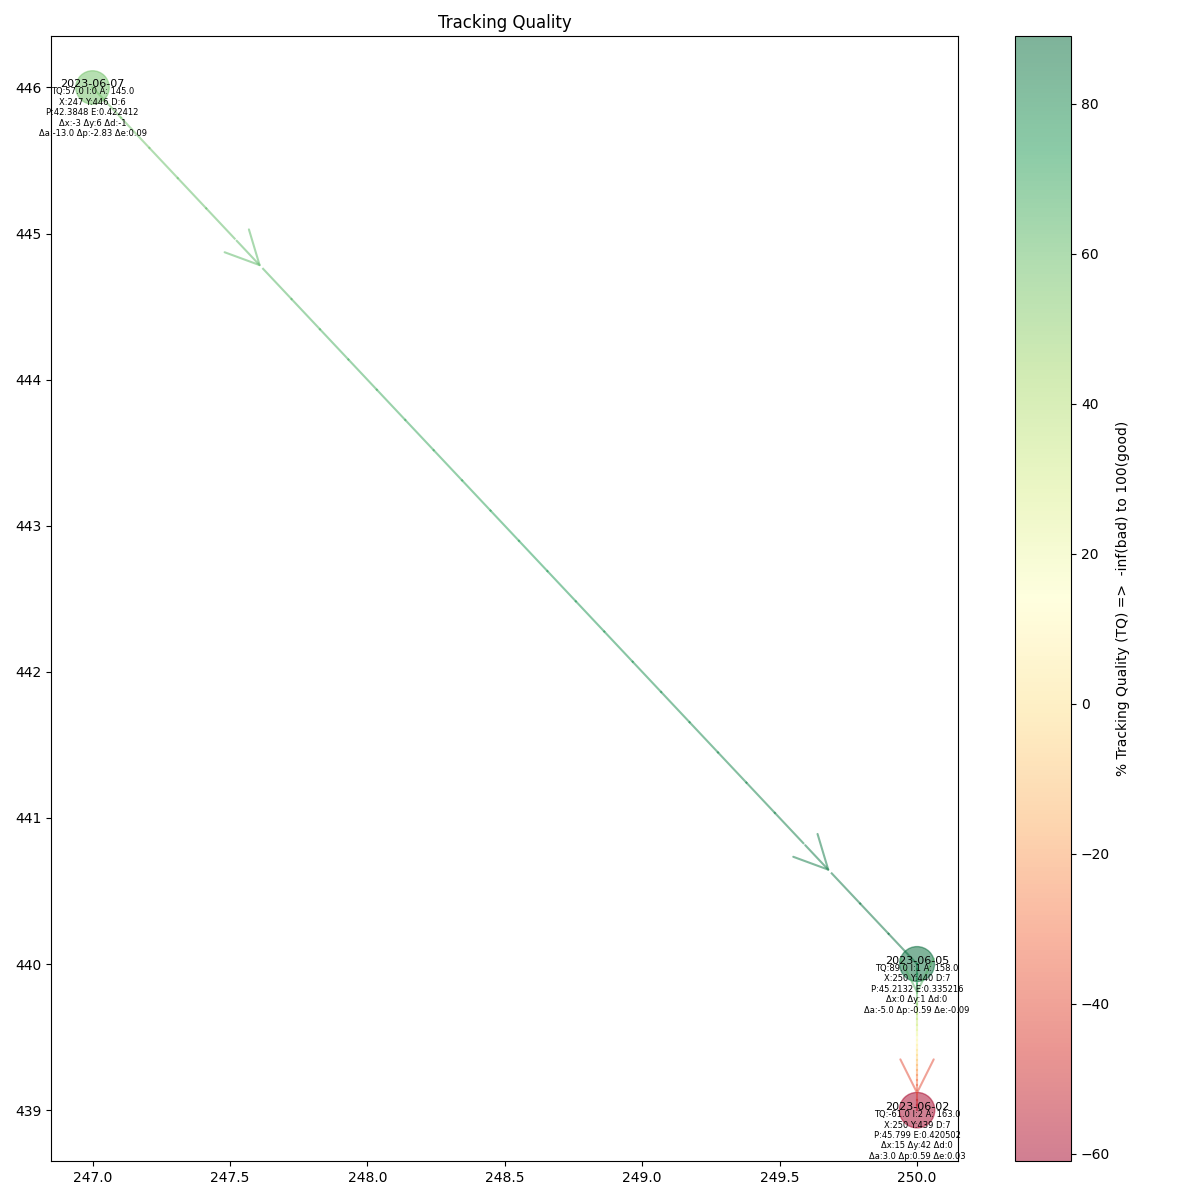 Tracking Quality
446
445
444
443
442
441
440
439
247.0
247.5
248.0
248.5
249.0
249.5
250.0
2023-06-07
TQ:57.0 I:0 A: 145.0
X:247 Y:446 D:6
P:42.3848 E:0.422412
Δx:-3 Δy:6 Δd:-1
Δa:-13.0 Δp:-2.83 Δe:0.09
2023-06-05
TQ:89.0 I:1 A: 158.0
X:250 Y:440 D:7
P:45.2132 E:0.335216
Δx:0 Δy:1 Δd:0
Δa:-5.0 Δp:-0.59 Δe:-0.09
2023-06-02
TQ:-61.0 I:2 A: 163.0
X:250 Y:439 D:7
P:45.799 E:0.420502
Δx:15 Δy:42 Δd:0
Δa:3.0 Δp:0.59 Δe:0.03
80
60
40
20
0
−20
−40
−60
% Tracking Quality (TQ) => -inf(bad) to 100(good)